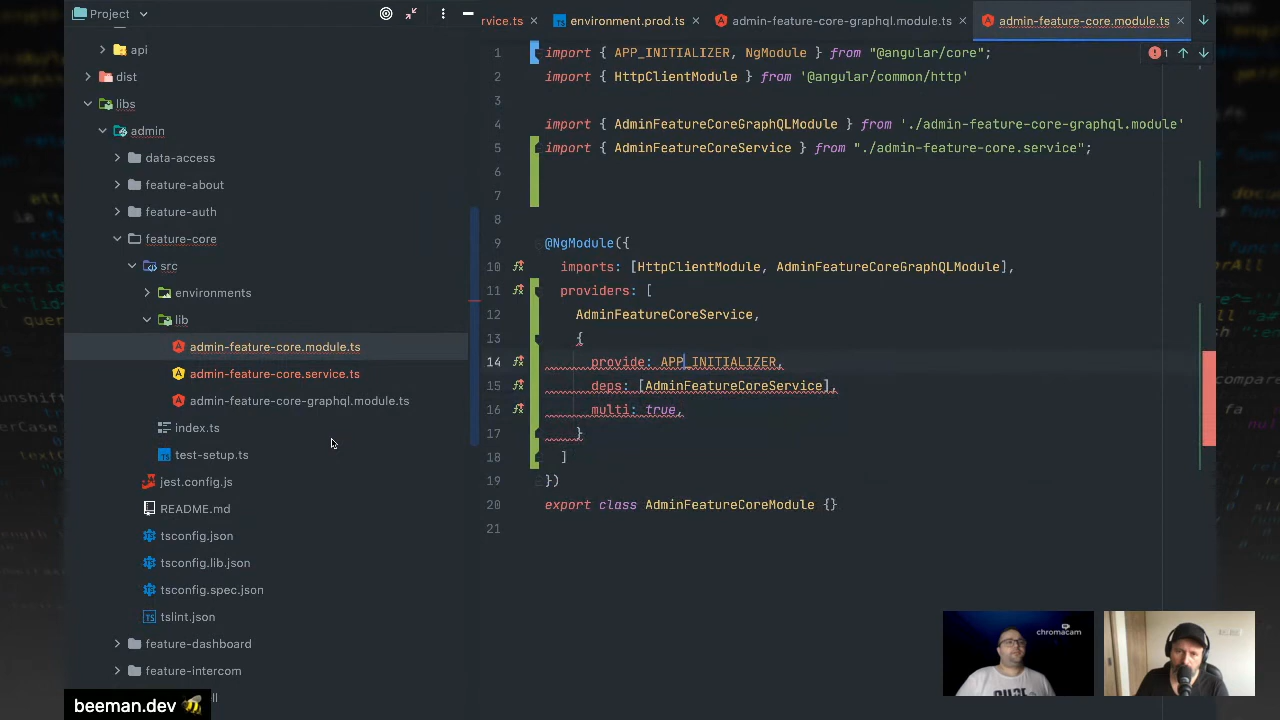 Project
rvice.ts
environment.prod.ts
admin-feature-core-graphql.module.ts
admin-feature-core.module.ts
api
dist
libs
admin
data-access
feature-about
feature-auth
feature-core
src
environments
lib
admin-feature-core.module.ts
admin-feature-core.service.ts
admin-feature-core-graphql.module.ts
index.ts
test-setup.ts
jest.config.js
README.md
tsconfig.json
tsconfig.lib.json
tsconfig.spec.json
tslint.json
feature-dashboard
feature-intercom
ll
beeman.dev
1 import { APP_INITIALIZER, NgModule } from "@angular/core";
1
2 import { HttpClientModule } from '@angular/common/http'
3
4 import { AdminFeatureCoreGraphQLModule } from './admin-feature-core-graphql.module'
5 import { AdminFeatureCoreService } from "./admin-feature-core.service";
6
7
8
9 @NgModule({
10 imports: [HttpClientModule, AdminFeatureCoreGraphQLModule],
11 providers: [
12 AdminFeatureCoreService,
13 {
14 provide: APP_INITIALIZER,
15 deps: [AdminFeatureCoreService],
16 multi: true,
17 }
18 ]
19 })
20 export class AdminFeatureCoreModule {}
21
chromacam